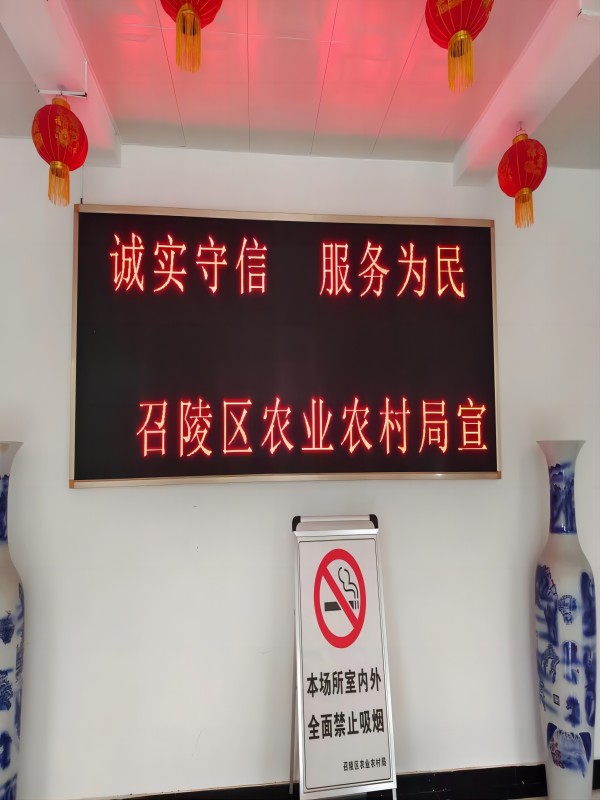 诚实守信 服务为民
召陵区农业农村局宣
本场所室内外
全面禁止吸烟
召陵区农业农村局